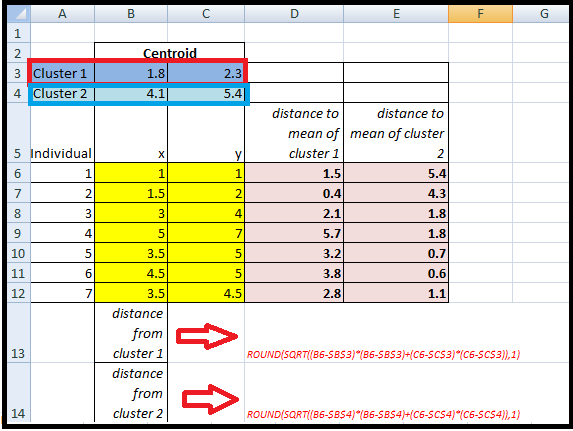 A B C D E F G
1
2 Centroid
3 Cluster 1 1.8 2.3
4 Cluster 2 4.1 5.4
distance to distance to
mean of mean of cluster
5 Individual x y cluster 1 2
6 1 1 1 1.5 5.4
7 2 1.5 2 0.4 4.3
8 3 3 4 2.1 1.8
9 4 5 7 5.7 1.8
10 5 3.5 5 3.2 0.7
11 6 4.5 5 3.8 0.6
12 7 3.5 4.5 2.8 1.1
distance
from
13 cluster 1 ROUND(SQRT((B6-$B$3)*(B6-$B$3)+(C6-$C$3)*(C6-$C$3)),1)
distance
from
14 cluster 2 ROUND(SQRT((B6-$B$4)*(B6-$B$4)+(C6-$C$4)*(C6-$C$4)),1)